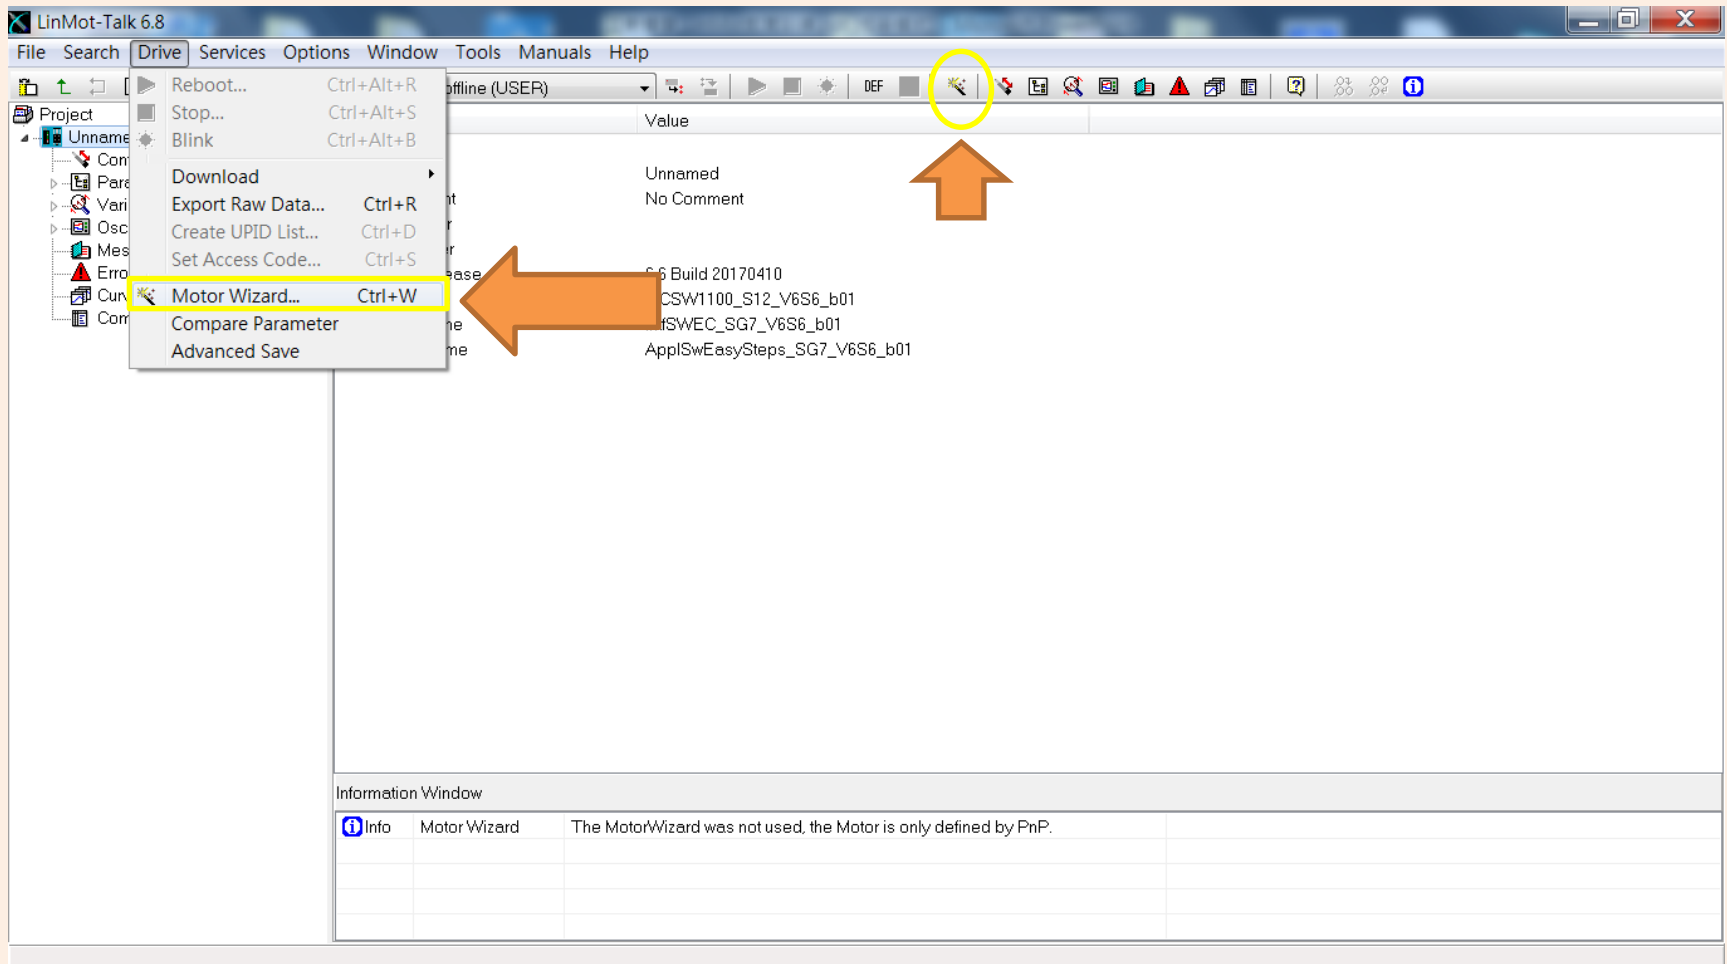 LinMot-Talk 6.8
File Search Drive Services Options Window Tools Manuals Help
Reboot... Ctrl+Alt+R
offline (USER)
DEF
Project
Stop... Ctrl+Alt+S
Value
Blink Ctrl+Alt+B
Download
Unnamed
Export Raw Data... Ctrl+R
No Comment
Create UPID List... Ctrl+D
Set Access Code... Ctrl+S
6 Build 20170410
Motor Wizard... Ctrl+W
CSW1100_S12_V6S6_b01
Compare Parameter
fSWEC_SG7_V6S6_b01
Advanced Save
ApplSwEasySteps_SG7_V6S6_b01
Information Window
Info Motor Wizard The MotorWizard was not used, the Motor is only defined by PnP.